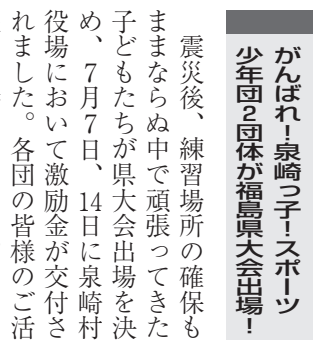 がんばれ!泉崎っ子!スポーツ
少年団2団体が福島県大会出場!
震災後、練習場所の確保も
ままならぬ中で頑張ってきた
子どもたちが県大会出場を決
め、7月7日、14日に泉崎村
役場において激励金が交付さ
れました。各団の皆様のご活